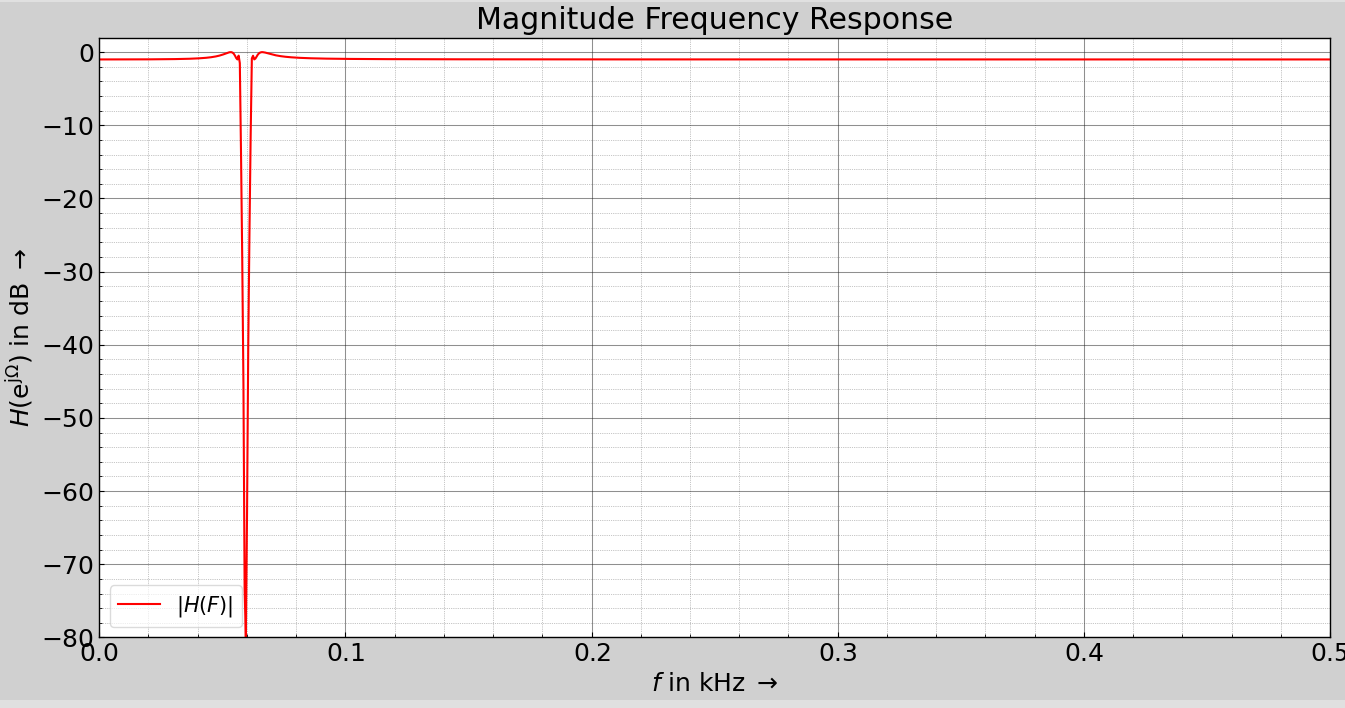 Magnitude Frequency Response
H(e^jΩ) in dB →
0
−10
−20
−30
−40
−50
−60
−70
−80
|H(F)|
0.0 0.1 0.2 0.3 0.4 0.5
f in kHz →